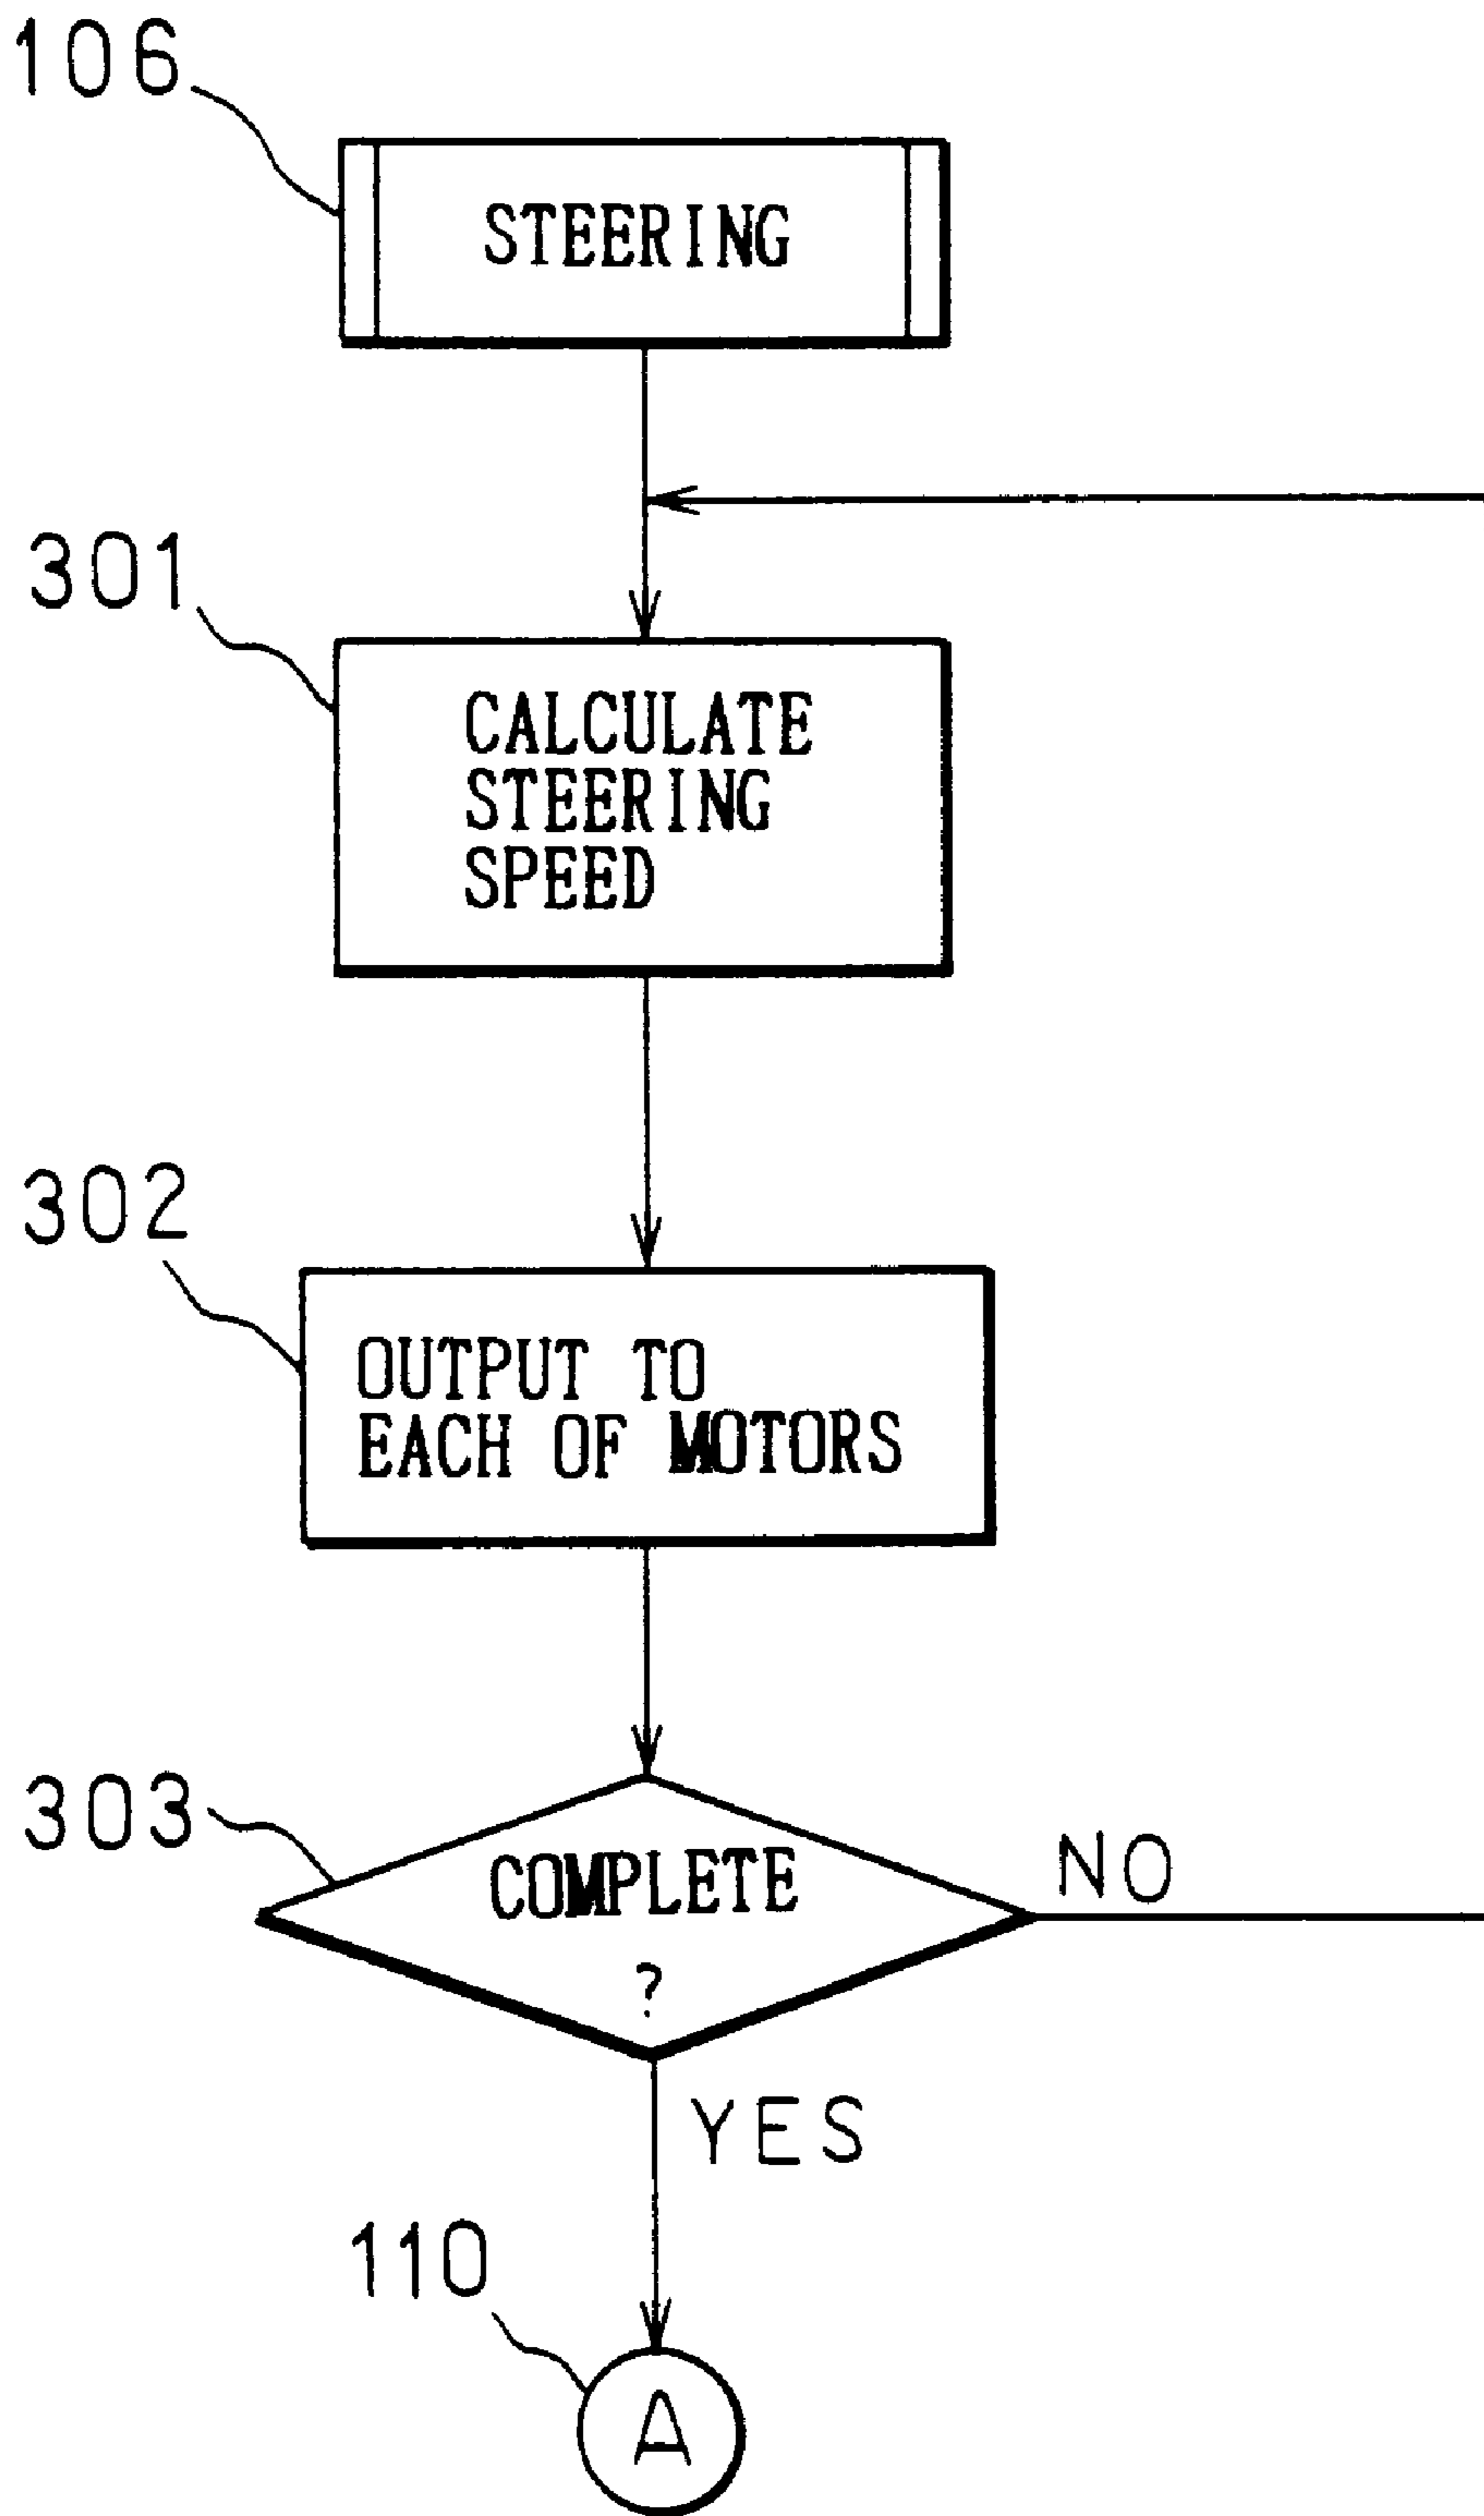 106
STEERING
301
CALCULATE
STEERING
SPEED
302
OUTPUT TO
EACH OF MOTORS
303
COMPLETE
?
NO
YES
110
A